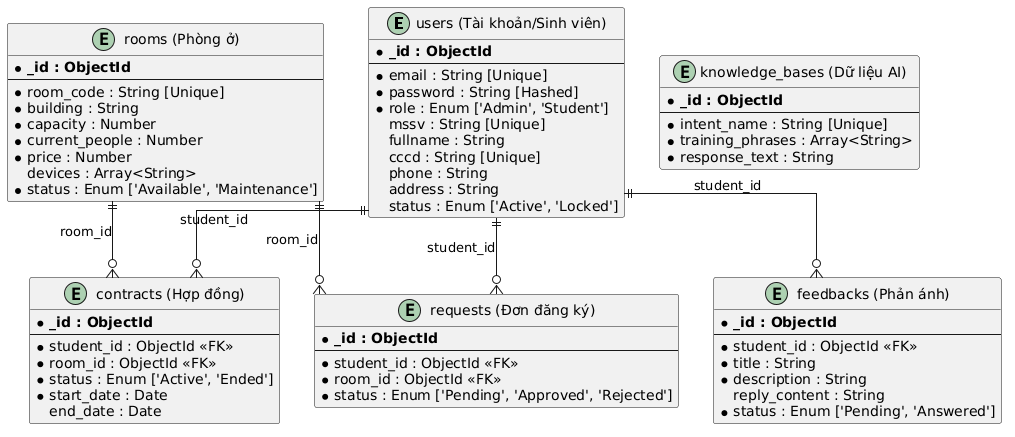 E rooms (Phòng ở)
_id : ObjectId
room_code : String [Unique]
building : String
capacity : Number
current_people : Number
price : Number
devices : Array<String>
status : Enum ['Available', 'Maintenance']
E users (Tài khoản/Sinh viên)
_id : ObjectId
email : String [Unique]
password : String [Hashed]
role : Enum ['Admin', 'Student']
mssv : String [Unique]
fullname : String
cccd : String [Unique]
phone : String
address : String
status : Enum ['Active', 'Locked']
E knowledge_bases (Dữ liệu AI)
_id : ObjectId
intent_name : String [Unique]
training_phrases : Array<String>
response_text : String
room_id
student_id
room_id
student_id
student_id
E contracts (Hợp đồng)
_id : ObjectId
student_id : ObjectId «FK»
room_id : ObjectId «FK»
status : Enum ['Active', 'Ended']
start_date : Date
end_date : Date
E requests (Đơn đăng ký)
_id : ObjectId
student_id : ObjectId «FK»
room_id : ObjectId «FK»
status : Enum ['Pending', 'Approved', 'Rejected']
E feedbacks (Phản ánh)
_id : ObjectId
student_id : ObjectId «FK»
title : String
description : String
reply_content : String
status : Enum ['Pending', 'Answered']